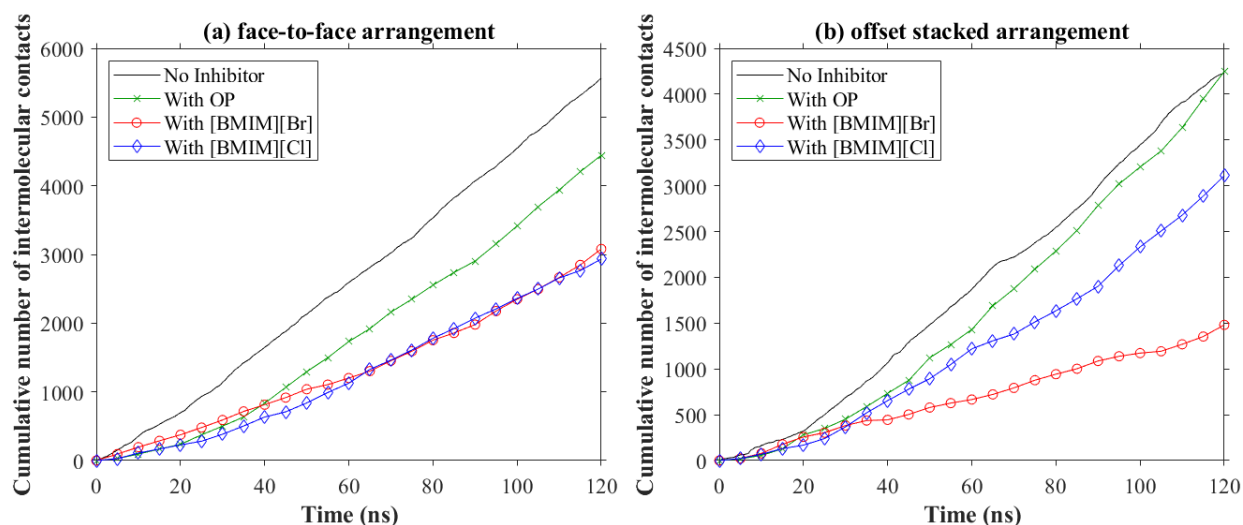 (a) face-to-face arrangement
Cumulative number of intermolecular contacts
6000
5000
4000
3000
2000
1000
0
No Inhibitor
With OP
With [BMIM][Br]
With [BMIM][Cl]
0 20 40 60 80 100 120
Time (ns)
(b) offset stacked arrangement
Cumulative number of intermolecular contacts
4500
4000
3500
3000
2500
2000
1500
1000
500
0
No Inhibitor
With OP
With [BMIM][Br]
With [BMIM][Cl]
0 20 40 60 80 100 120
Time (ns)